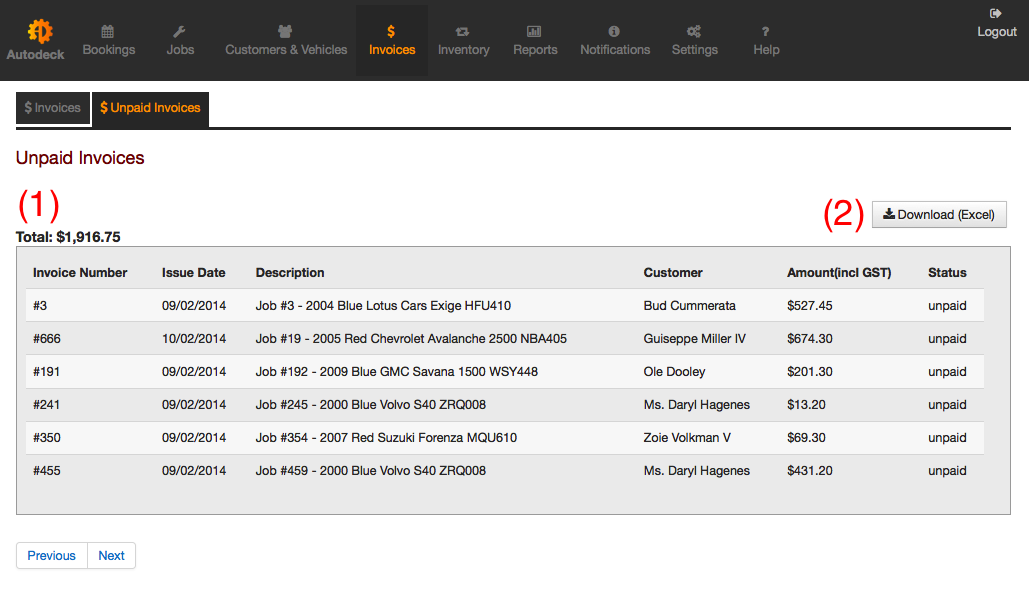 Autodeck
Bookings
Jobs
Customers & Vehicles
$
Invoices
Inventory
Reports
Notifications
Settings
?
Help
Logout
$ Invoices
$ Unpaid Invoices
Unpaid Invoices
(1)
(2)
Download (Excel)
Total: $1,916.75
Invoice Number Issue Date Description Customer Amount(incl GST) Status
#3 09/02/2014 Job #3 - 2004 Blue Lotus Cars Exige HFU410 Bud Cummerata $527.45 unpaid
#666 10/02/2014 Job #19 - 2005 Red Chevrolet Avalanche 2500 NBA405 Guiseppe Miller IV $674.30 unpaid
#191 09/02/2014 Job #192 - 2009 Blue GMC Savana 1500 WSY448 Ole Dooley $201.30 unpaid
#241 09/02/2014 Job #245 - 2000 Blue Volvo S40 ZRQ008 Ms. Daryl Hagenes $13.20 unpaid
#350 09/02/2014 Job #354 - 2007 Red Suzuki Forenza MQU610 Zoie Volkman V $69.30 unpaid
#455 09/02/2014 Job #459 - 2000 Blue Volvo S40 ZRQ008 Ms. Daryl Hagenes $431.20 unpaid
Previous Next